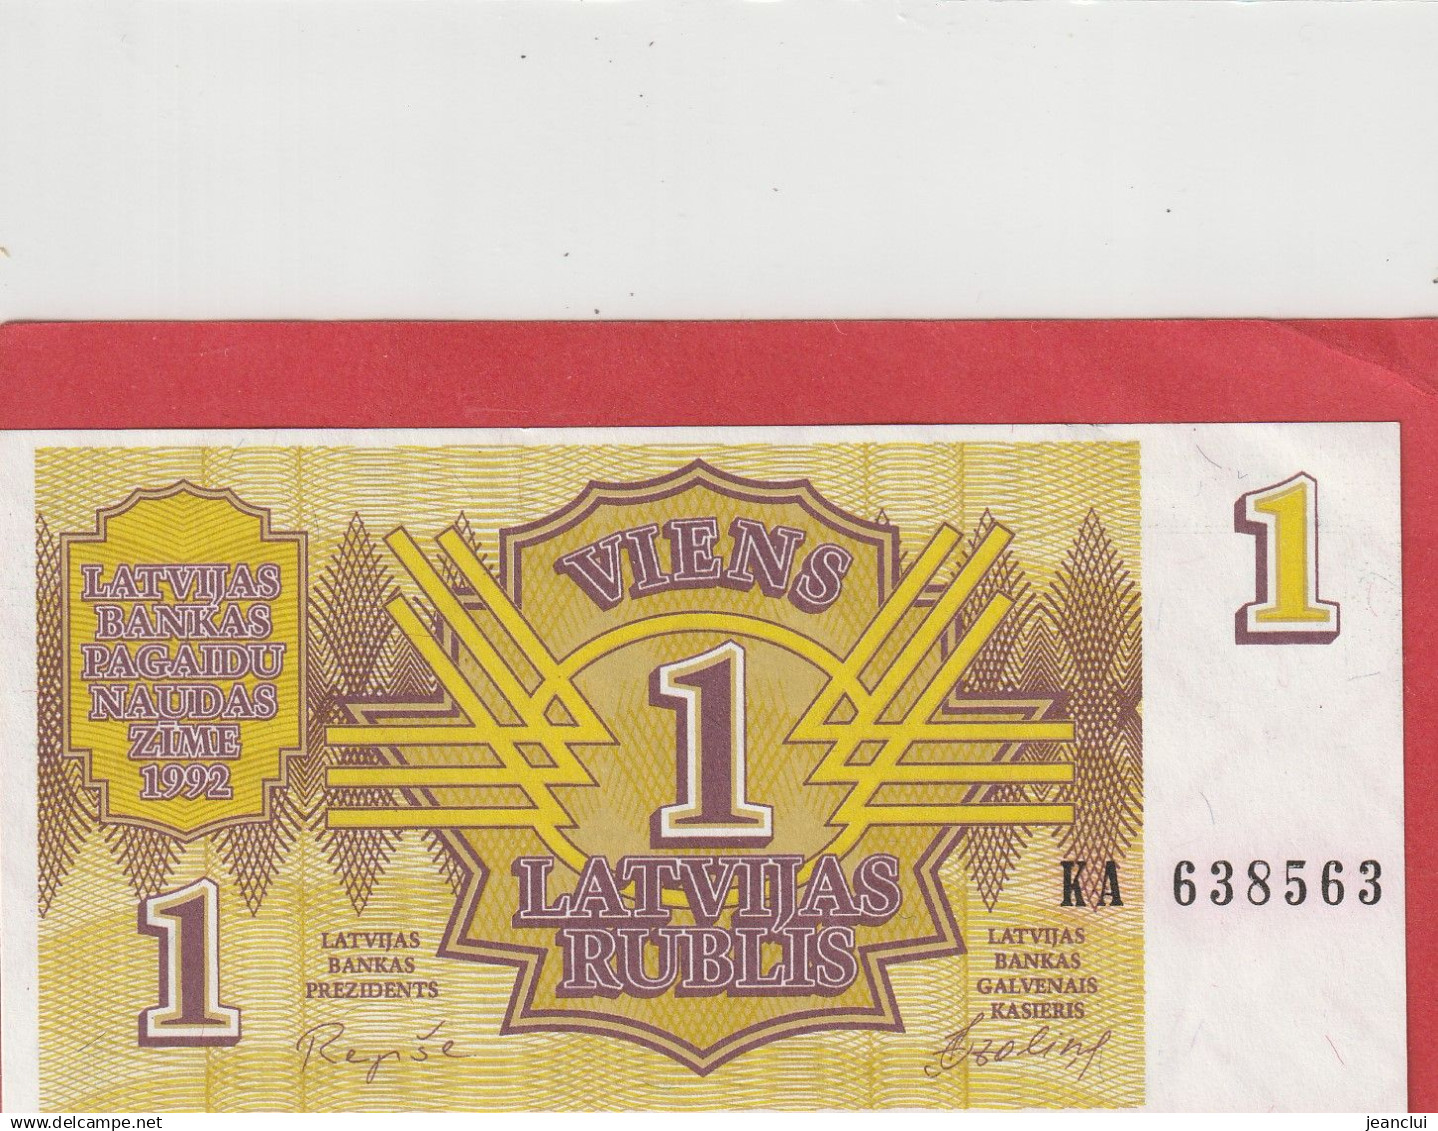 VIENS
1
LATVIJAS
BANKAS
PAGAIDU
NAUDAS
ZĪME
1992
1
LATVIJAS
RUBLIS
KA 638563
1
LATVIJAS
BANKAS
PREZIDENTS
Repše
LATVIJAS
BANKAS
GALVENAIS
KASIERIS
delcampe.net
jeanclui